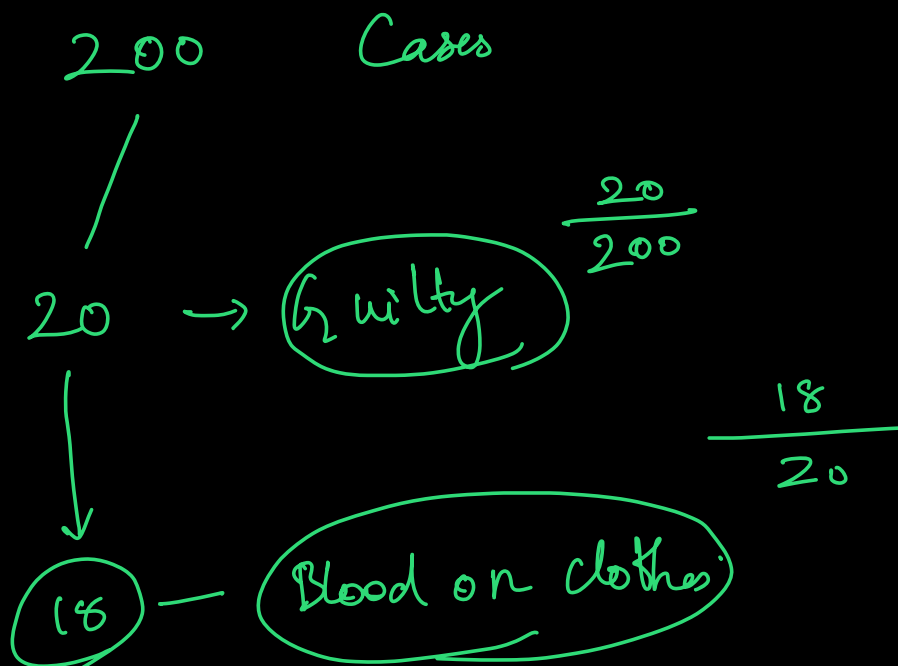 200 Cases
20
200
20 → Guilty
18
20
18 — Blood on clothes